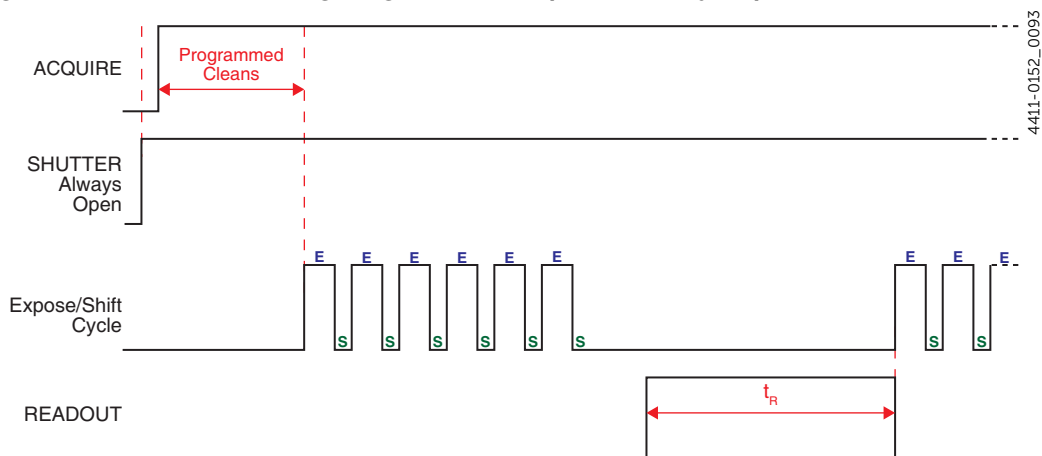 4411-0152_0093
ACQUIRE
Programmed
Cleans
SHUTTER
Always
Open
E E E E E E E E E
Expose/Shift
Cycle
S S S S S S S S
READOUT
tR